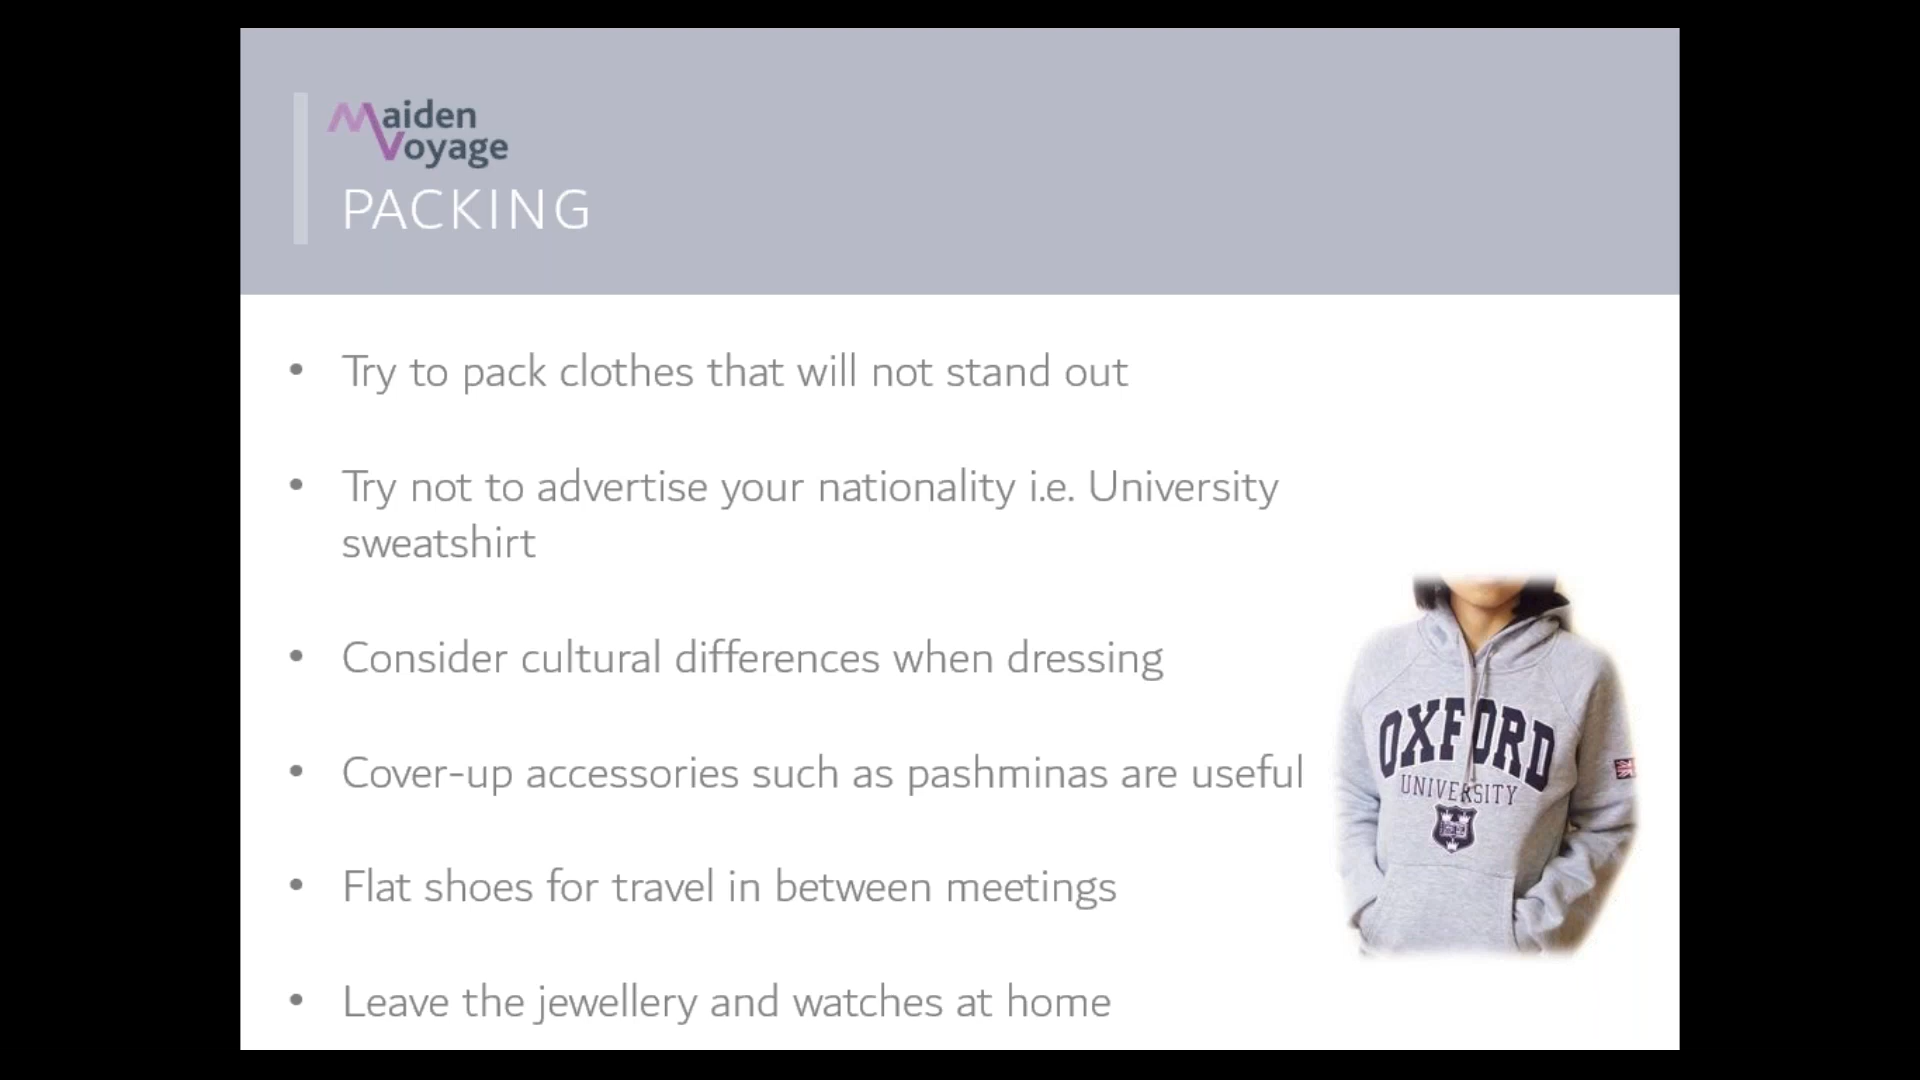 Maiden
Voyage
PACKING
• Try to pack clothes that will not stand out
• Try not to advertise your nationality i.e. University
sweatshirt
• Consider cultural differences when dressing
• Cover-up accessories such as pashminas are useful
• Flat shoes for travel in between meetings
• Leave the jewellery and watches at home
OXFORD
UNIVERSITY